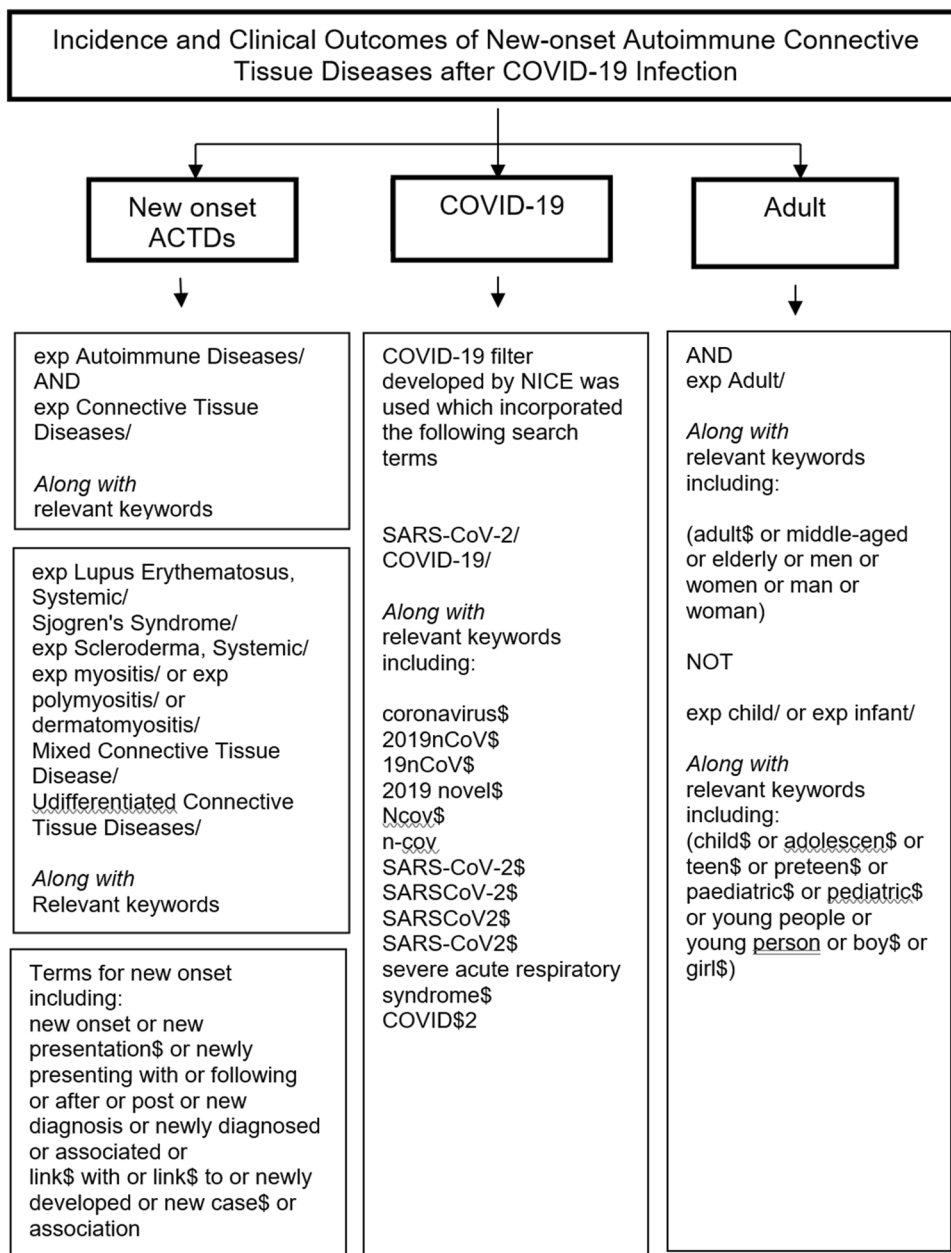 Incidence and Clinical Outcomes of New-onset Autoimmune Connective
Tissue Diseases after COVID-19 Infection
New onset
ACTDs
COVID-19
Adult
exp Autoimmune Diseases/
AND
exp Connective Tissue
Diseases/
Along with
relevant keywords
exp Lupus Erythematosus,
Systemic/
Sjogren's Syndrome/
exp Scleroderma, Systemic/
exp myositis/ or exp
polymyositis/ or
dermatomyositis/
Mixed Connective Tissue
Disease/
Udifferentiated Connective
Tissue Diseases/
Along with
Relevant keywords
Terms for new onset
including:
new onset or new
presentation$ or newly
presenting with or following
or after or post or new
diagnosis or newly diagnosed
or associated or
link$ with or link$ to or newly
developed or new case$ or
association
COVID-19 filter
developed by NICE was
used which incorporated
the following search
terms
SARS-CoV-2/
COVID-19/
Along with
relevant keywords
including:
coronavirus$
2019nCoV$
19nCoV$
2019 novel$
Ncov$
n-cov
SARS-CoV-2$
SARSCoV-2$
SARSCoV2$
SARS-CoV2$
severe acute respiratory
syndrome$
COVID$2
AND
exp Adult/
Along with
relevant keywords
including:
(adult$ or middle-aged
or elderly or men or
women or man or
woman)
NOT
exp child/ or exp infant/
Along with
relevant keywords
including:
(child$ or adolescen$ or
teen$ or preteen$ or
paediatric$ or pediatric$
or young people or
young person or boy$ or
girl$)